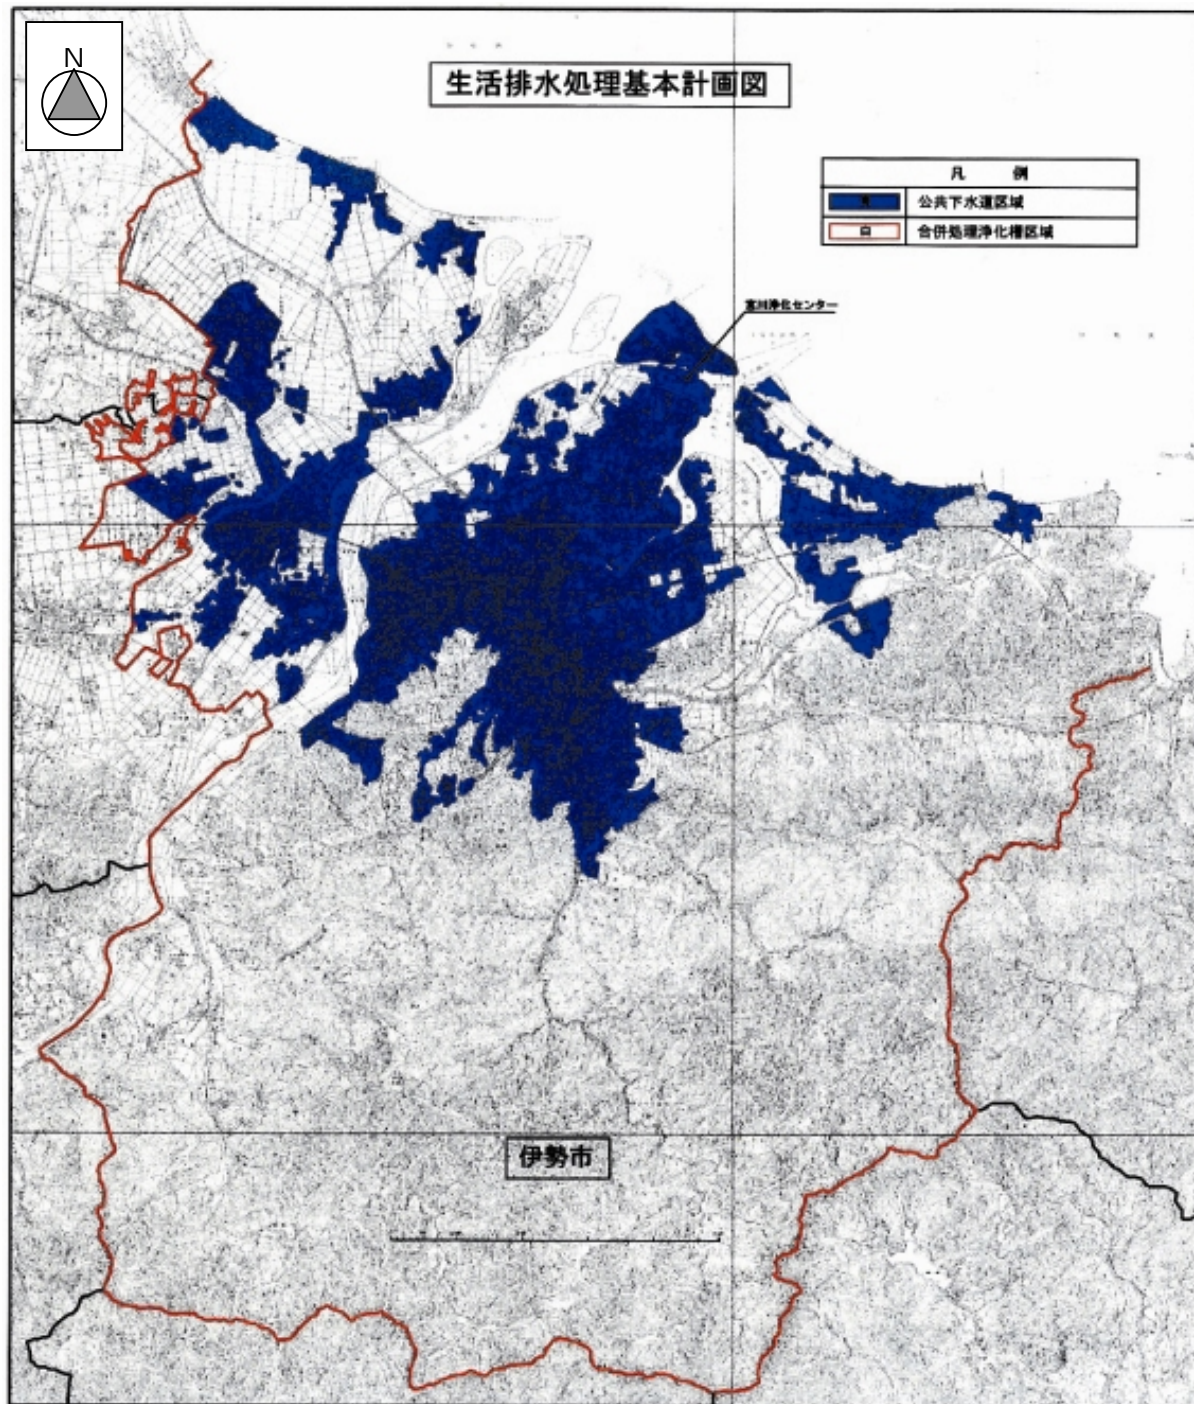 N
生活排水処理基本計画図
凡 例
青 公共下水道区域
白 合併処理浄化槽区域
宮川浄化センター
伊勢市